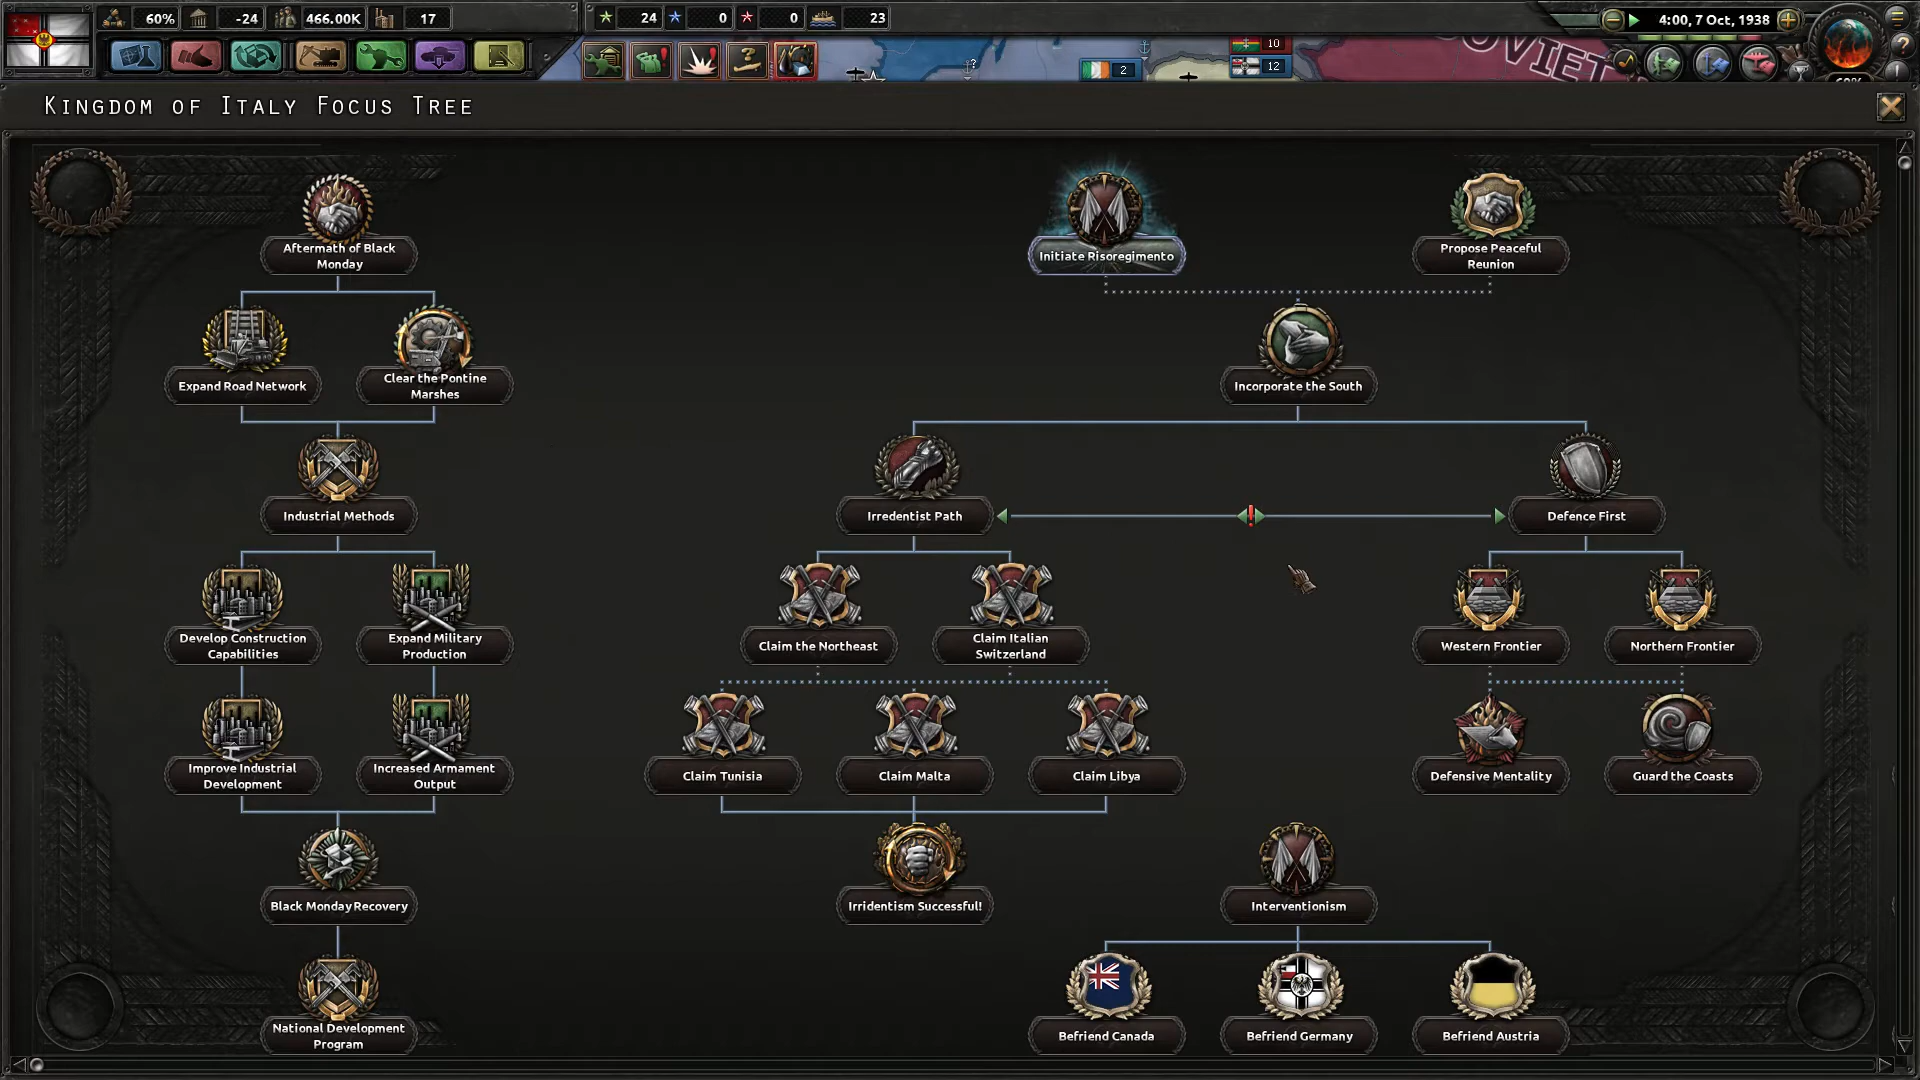 60% -24 466.00K 17 24 0 0 23 4:00, 7 Oct, 1938
2 10 12 SOVIET
Kingdom of Italy Focus Tree
Aftermath of Black
Monday
Initiate Risoregimento
Propose Peaceful
Reunion
Expand Road Network
Clear the Pontine
Marshes
Incorporate the South
Industrial Methods
Irredentist Path
Defence First
Develop Construction
Capabilities
Expand Military
Production
Claim the Northeast
Claim Italian
Switzerland
Western Frontier
Northern Frontier
Improve Industrial
Development
Increased Armament
Output
Claim Tunisia
Claim Malta
Claim Libya
Defensive Mentality
Guard the Coasts
Black Monday Recovery
Irridentism Successful!
Interventionism
National Development
Program
Befriend Canada
Befriend Germany
Befriend Austria